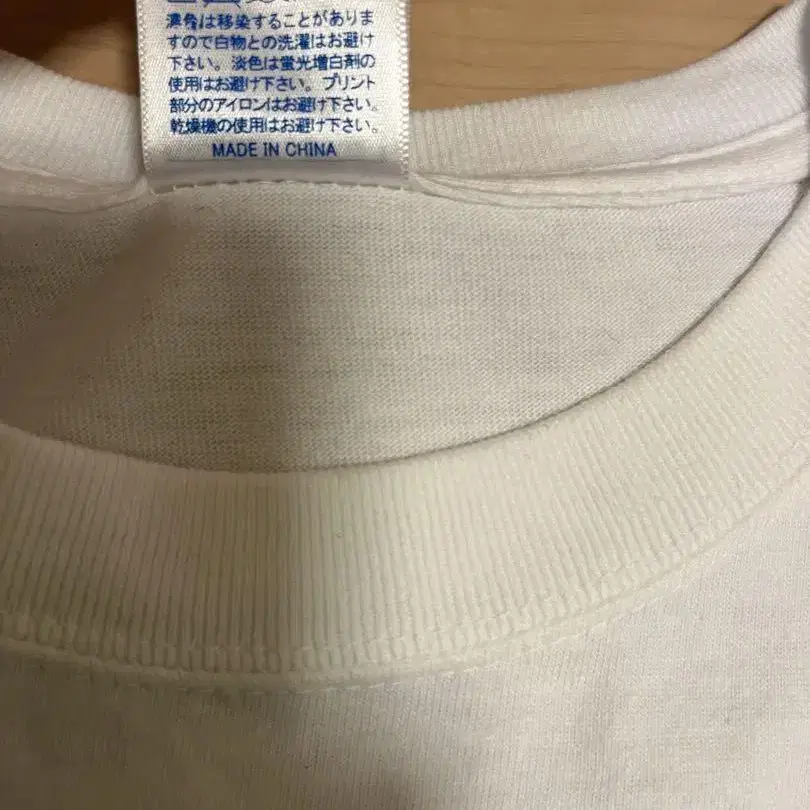 濃色は移染することがありま
すので白物との洗濯はお避け
下さい。淡色は蛍光増白剤の
使用はお避け下さい。プリント
部分のアイロンはお避け下さい。
乾燥機の使用はお避け下さい。
MADE IN CHINA